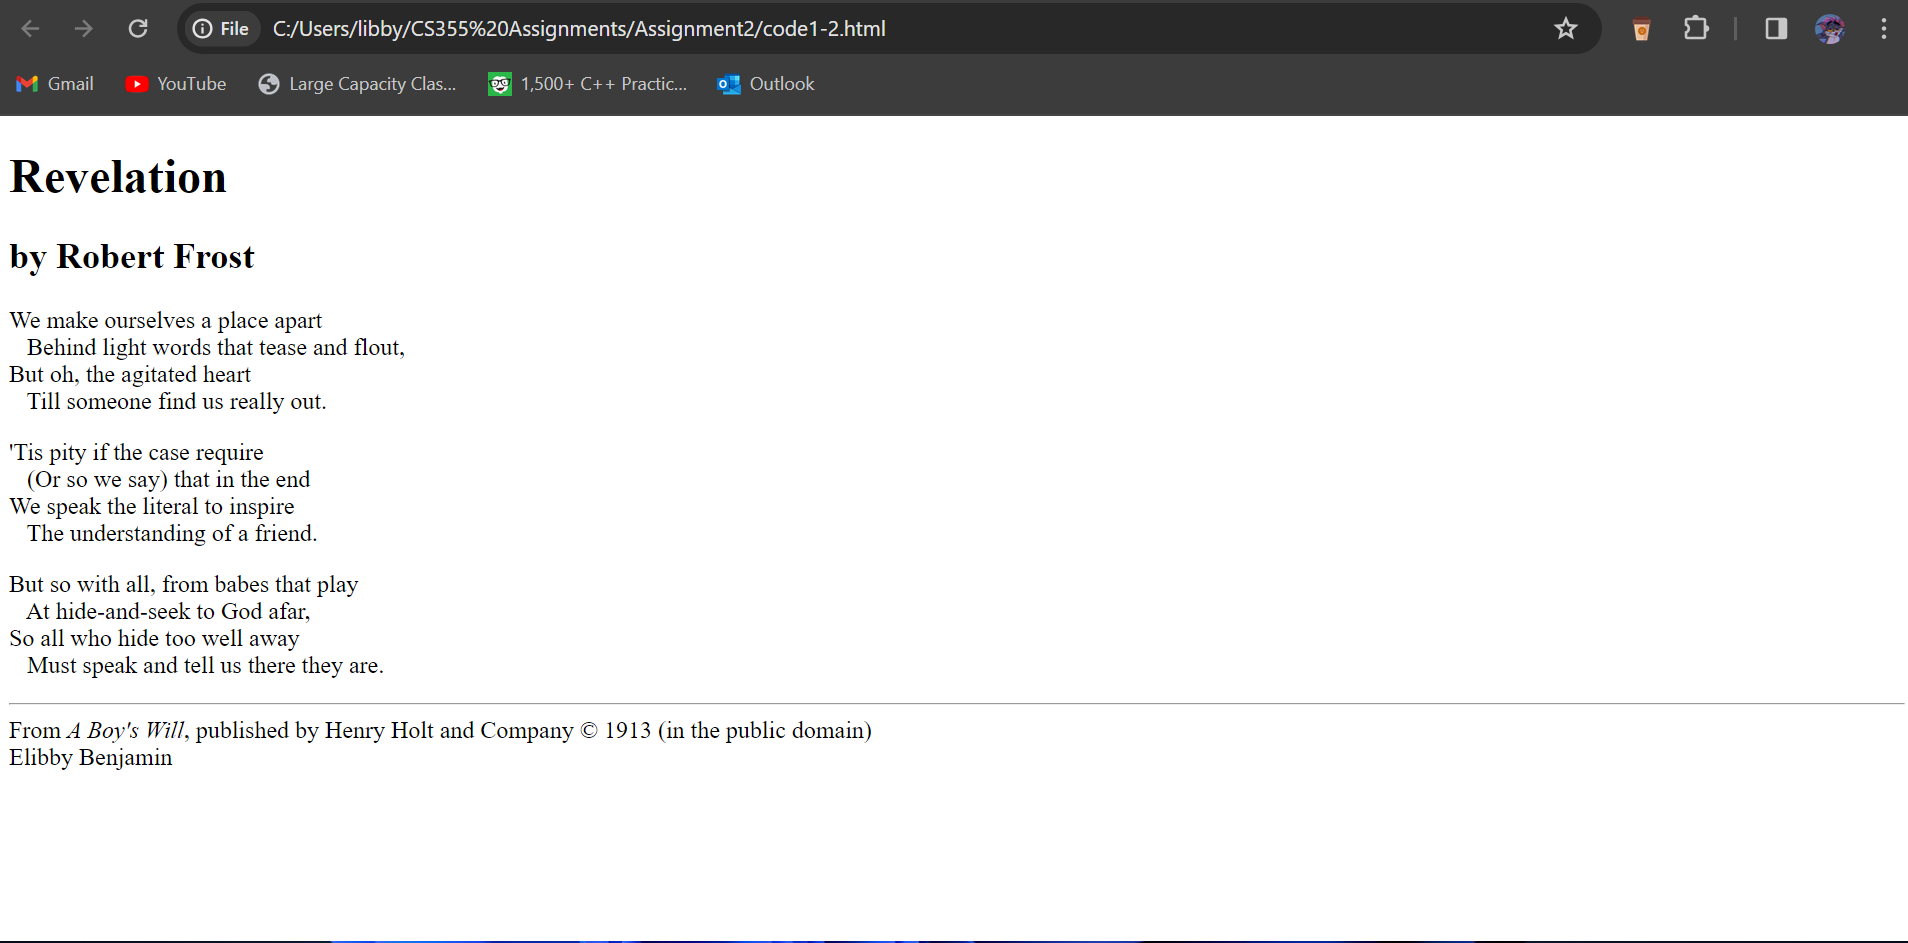 File C:/Users/libby/CS355%20Assignments/Assignment2/code1-2.html
Gmail YouTube Large Capacity Clas... 1,500+ C++ Practic... Outlook
Revelation
by Robert Frost
We make ourselves a place apart
Behind light words that tease and flout,
But oh, the agitated heart
Till someone find us really out.
'Tis pity if the case require
(Or so we say) that in the end
We speak the literal to inspire
The understanding of a friend.
But so with all, from babes that play
At hide-and-seek to God afar,
So all who hide too well away
Must speak and tell us there they are.
From A Boy's Will, published by Henry Holt and Company © 1913 (in the public domain)
Elibby Benjamin